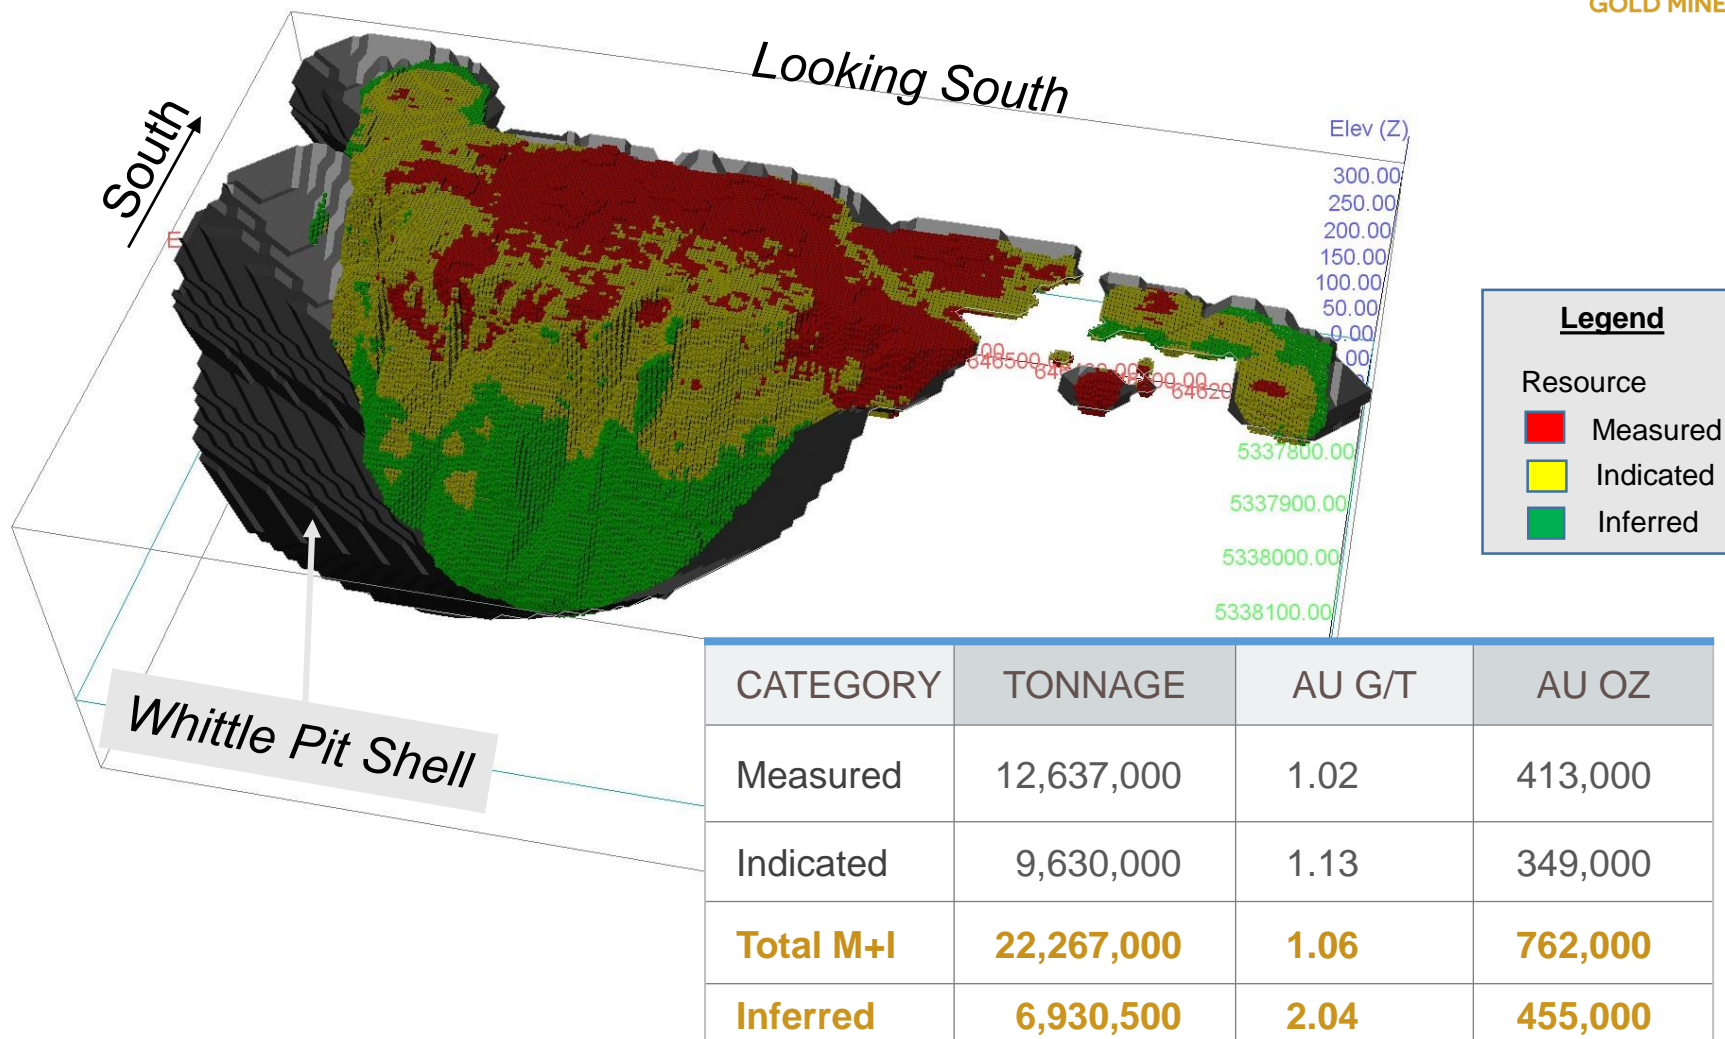 GOLD MINE
Looking South
South
Elev (Z)
300.00
250.00
200.00
150.00
100.00
50.00
0.00
E
5337800.00
5337900.00
5338000.00
5338100.00
Legend
Resource
Measured
Indicated
Inferred
Whittle Pit Shell
CATEGORY TONNAGE AU G/T AU OZ
Measured 12,637,000 1.02 413,000
Indicated 9,630,000 1.13 349,000
Total M+I 22,267,000 1.06 762,000
Inferred 6,930,500 2.04 455,000